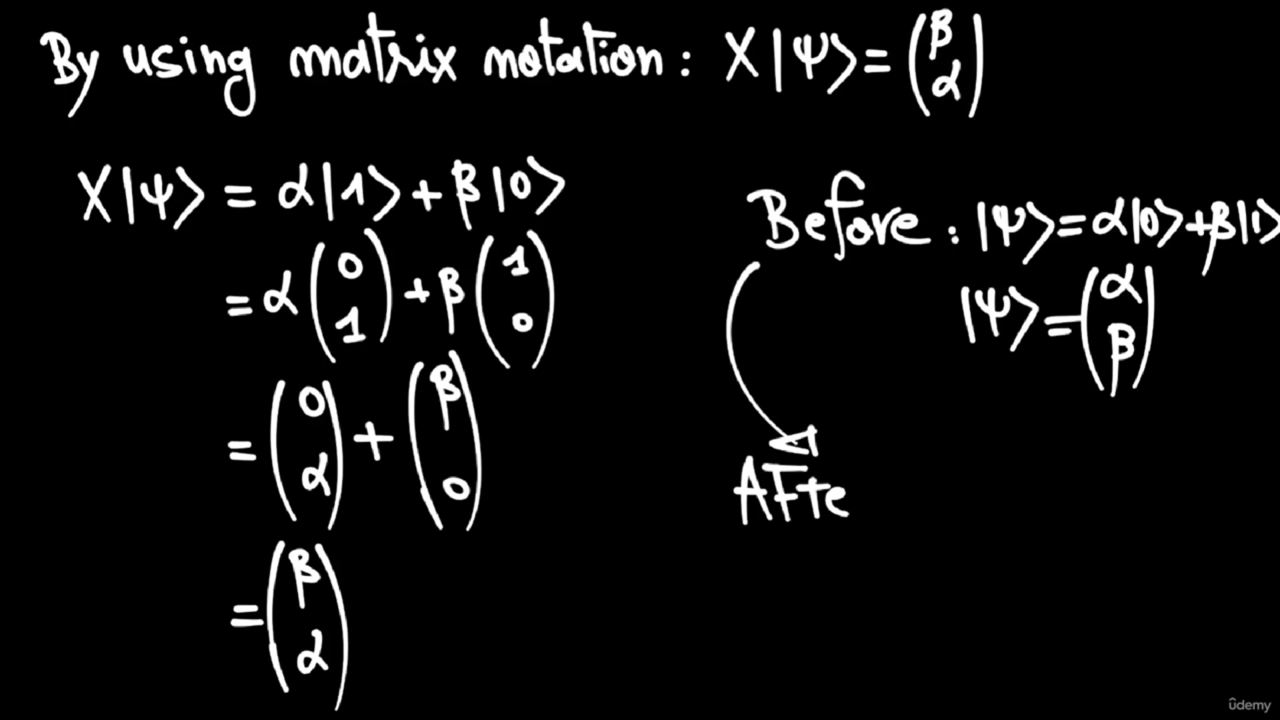 By using matrix notation: X|Ψ> = (β α)
X|Ψ> = α|1> + β|0>
= α(0 1) + β(1 0)
= (0 α) + (β 0)
= (β α)
Before: |Ψ> = α|0> + β|1>
|Ψ> = (α β)
AFte
ûdemy